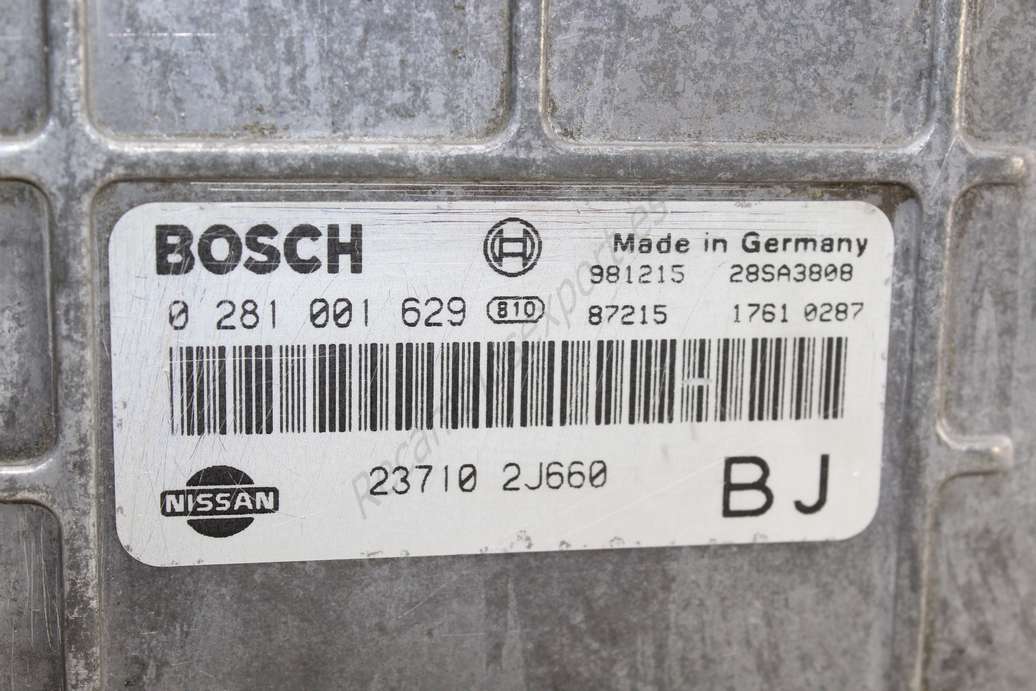 BOSCH
Made in Germany
981215 28SA3808
0 281 001 629 810 87215 1761 0287
NISSAN
23710 2J660
BJ